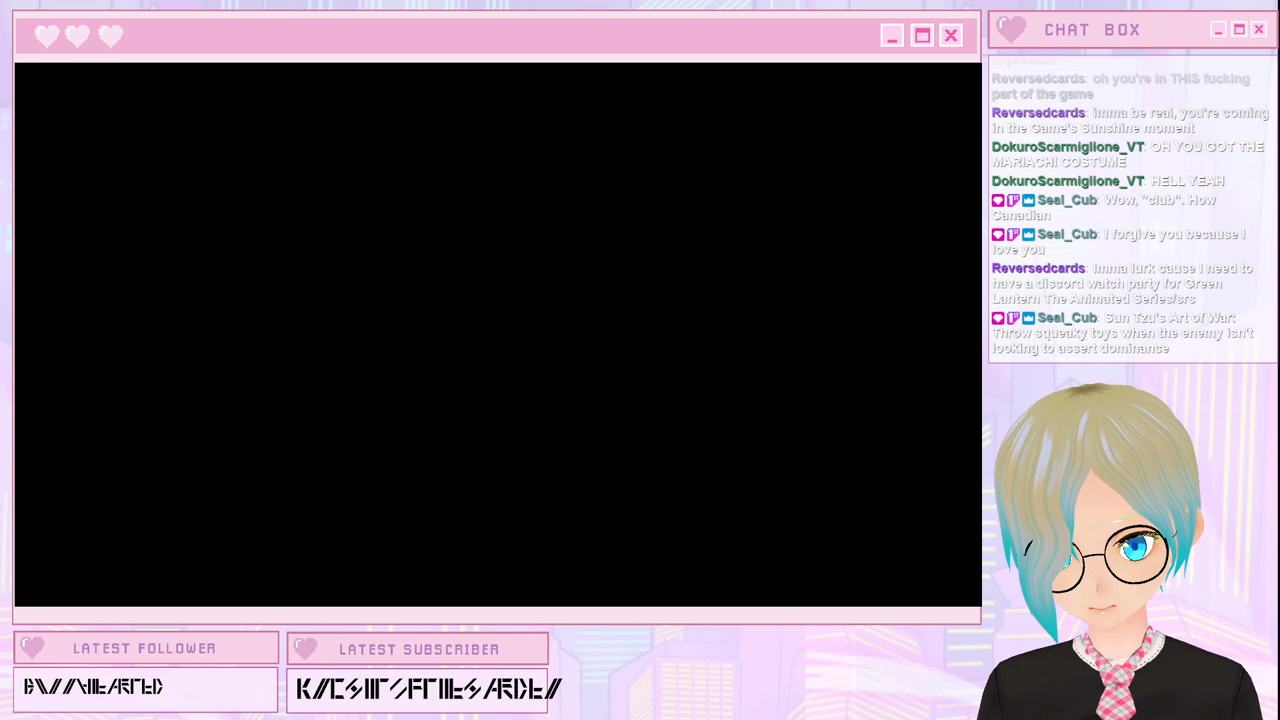 CHAT BOX
Reversedcards: oh you're in THIS fucking
part of the game
Reversedcards: imma be real, you're coming
in the Game's Sunshine moment
DokuroScarmiglione_VT: OH YOU GOT THE
MARIACHI COSTUME
DokuroScarmiglione_VT: HELL YEAH
Seal_Cub: Wow, "club". How
Canadian
Seal_Cub: I forgive you because I
love you
Reversedcards: Imma lurk cause I need to
have a discord watch party for Green
Lantern The Animated Series/srs
Seal_Cub: Sun Tzu's Art of War:
Throw squeaky toys when the enemy isn't
looking to assert dominance
LATEST FOLLOWER
LATEST SUBSCRIBER